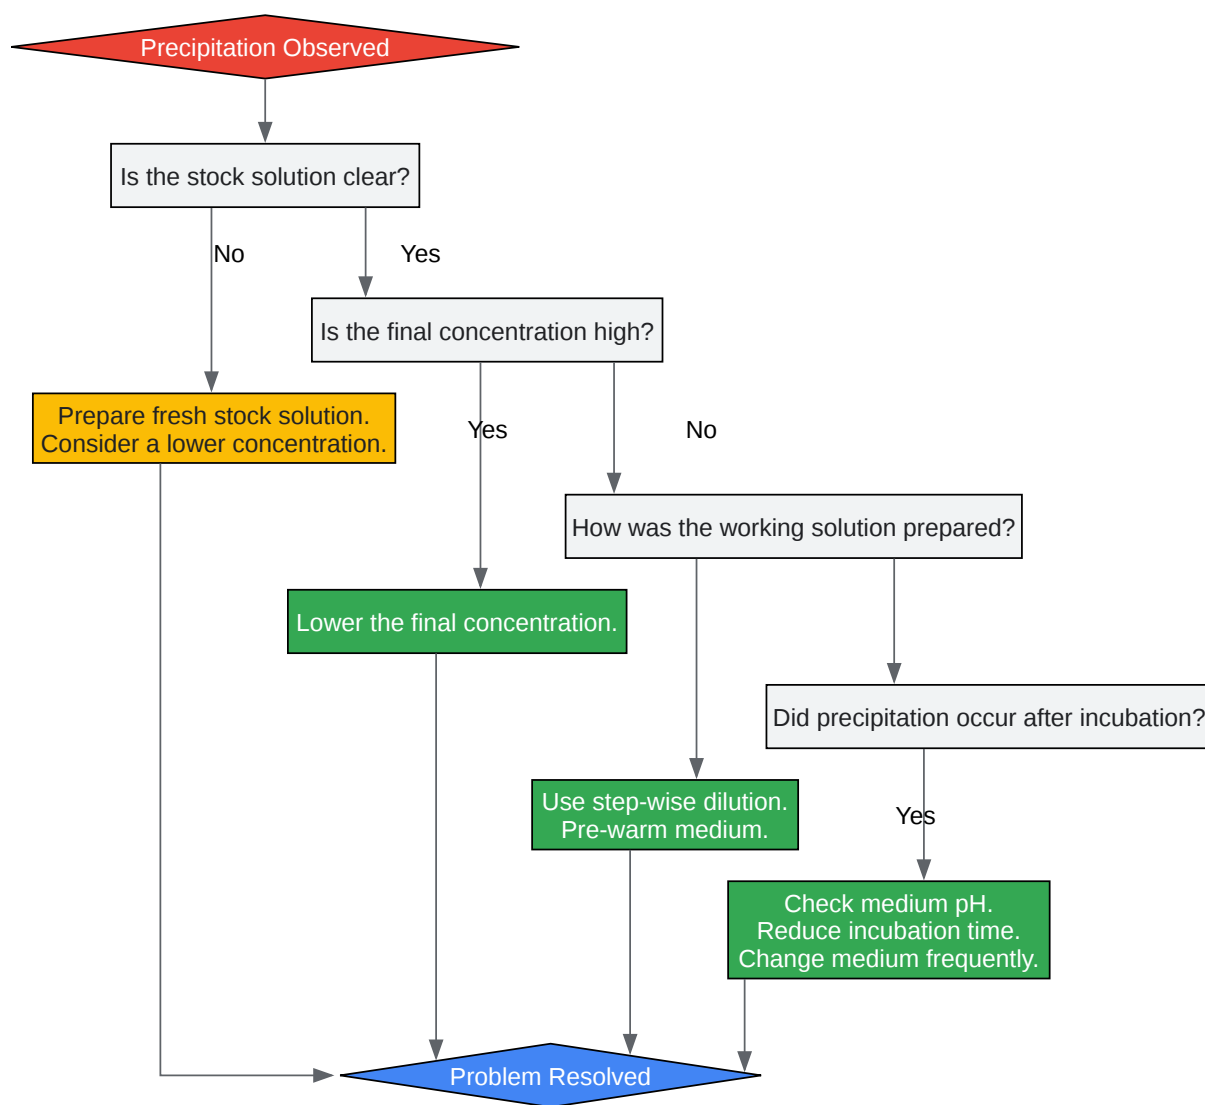 Precipitation Observed
Is the stock solution clear?
No
Yes
Is the final concentration high?
Prepare fresh stock solution.
Consider a lower concentration.
Yes
No
How was the working solution prepared?
Lower the final concentration.
Did precipitation occur after incubation?
Use step-wise dilution.
Pre-warm medium.
Yes
Check medium pH.
Reduce incubation time.
Change medium frequently.
Problem Resolved